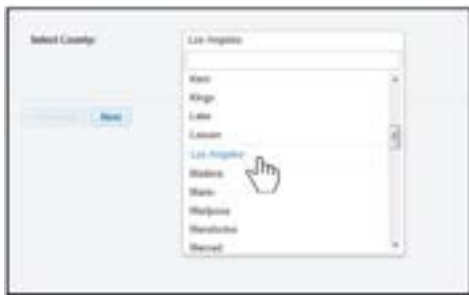 Select County:
Los Angeles
Kern
Kings
Lake
Lassen
Los Angeles
Madera
Marin
Mariposa
Mendocino
Merced
Next